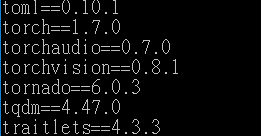 toml==0.10.1
torch==1.7.0
torchaudio==0.7.0
torchvision==0.8.1
tornado==6.0.3
tqdm==4.47.0
traitlets==4.3.3